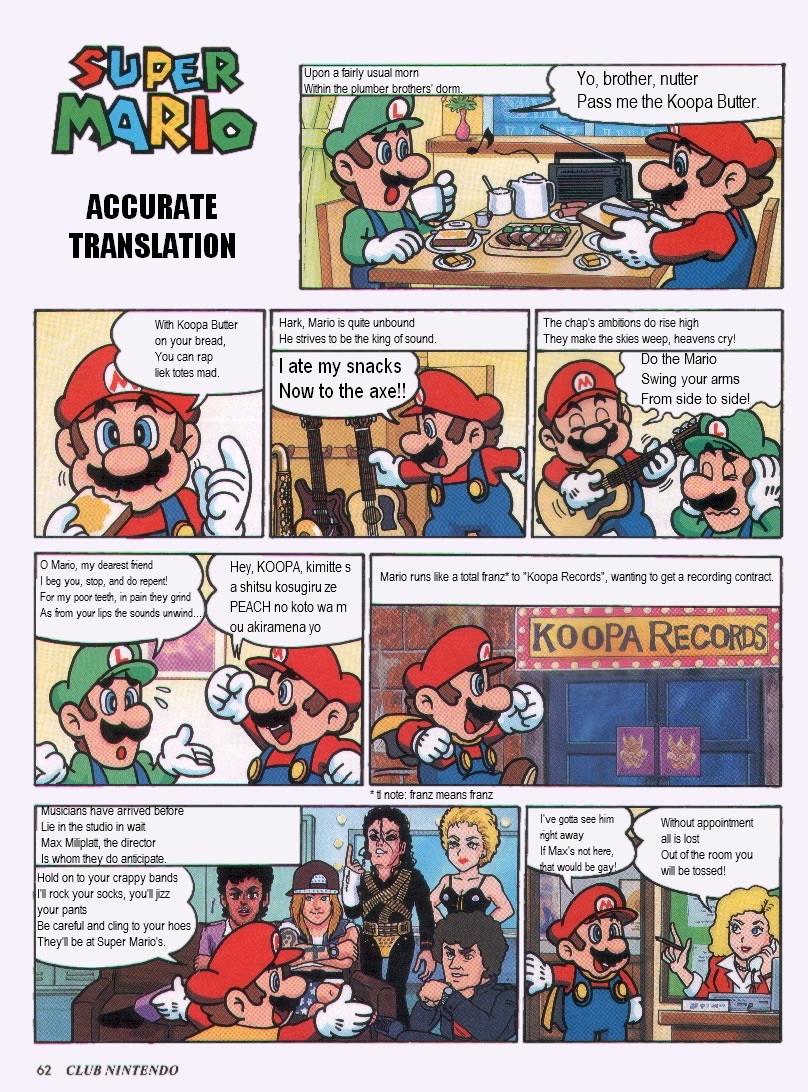 SUPER
MARIO
ACCURATE
TRANSLATION
Upon a fairly usual morn
Within the plumber brothers' dorm.
Yo, brother, nutter
Pass me the Koopa Butter.
L
With Koopa Butter
on your bread,
You can rap
liek totes mad.
M
Hark, Mario is quite unbound
He strives to be the king of sound.
I ate my snacks
Now to the axe!!
The chap's ambitions do rise high
They make the skies weep, heavens cry!
Do the Mario
Swing your arms
From side to side!
M
L
O Mario, my dearest friend
I beg you, stop, and do repent!
For my poor teeth, in pain they grind
As from your lips the sounds unwind...
Hey, KOOPA, kimitte s
a shitsu kosugiru ze
PEACH no koto wa m
ou akiramena yo
L
M
Mario runs like a total franz* to "Koopa Records", wanting to get a recording contract.
KOOPA RECORDS
M
* tl note: franz means franz
Musicians have arrived before
Lie in the studio in wait
Max Miliplatt, the director
Is whom they do anticipate.
Hold on to your crappy bands
I'll rock your socks, you'll jizz
your pants
Be careful and cling to your hoes
They'll be at Super Mario's.
I've gotta see him
right away
If Max's not here,
that would be gay!
Without appointment
all is lost
Out of the room you
will be tossed!
M
62 CLUB NINTENDO